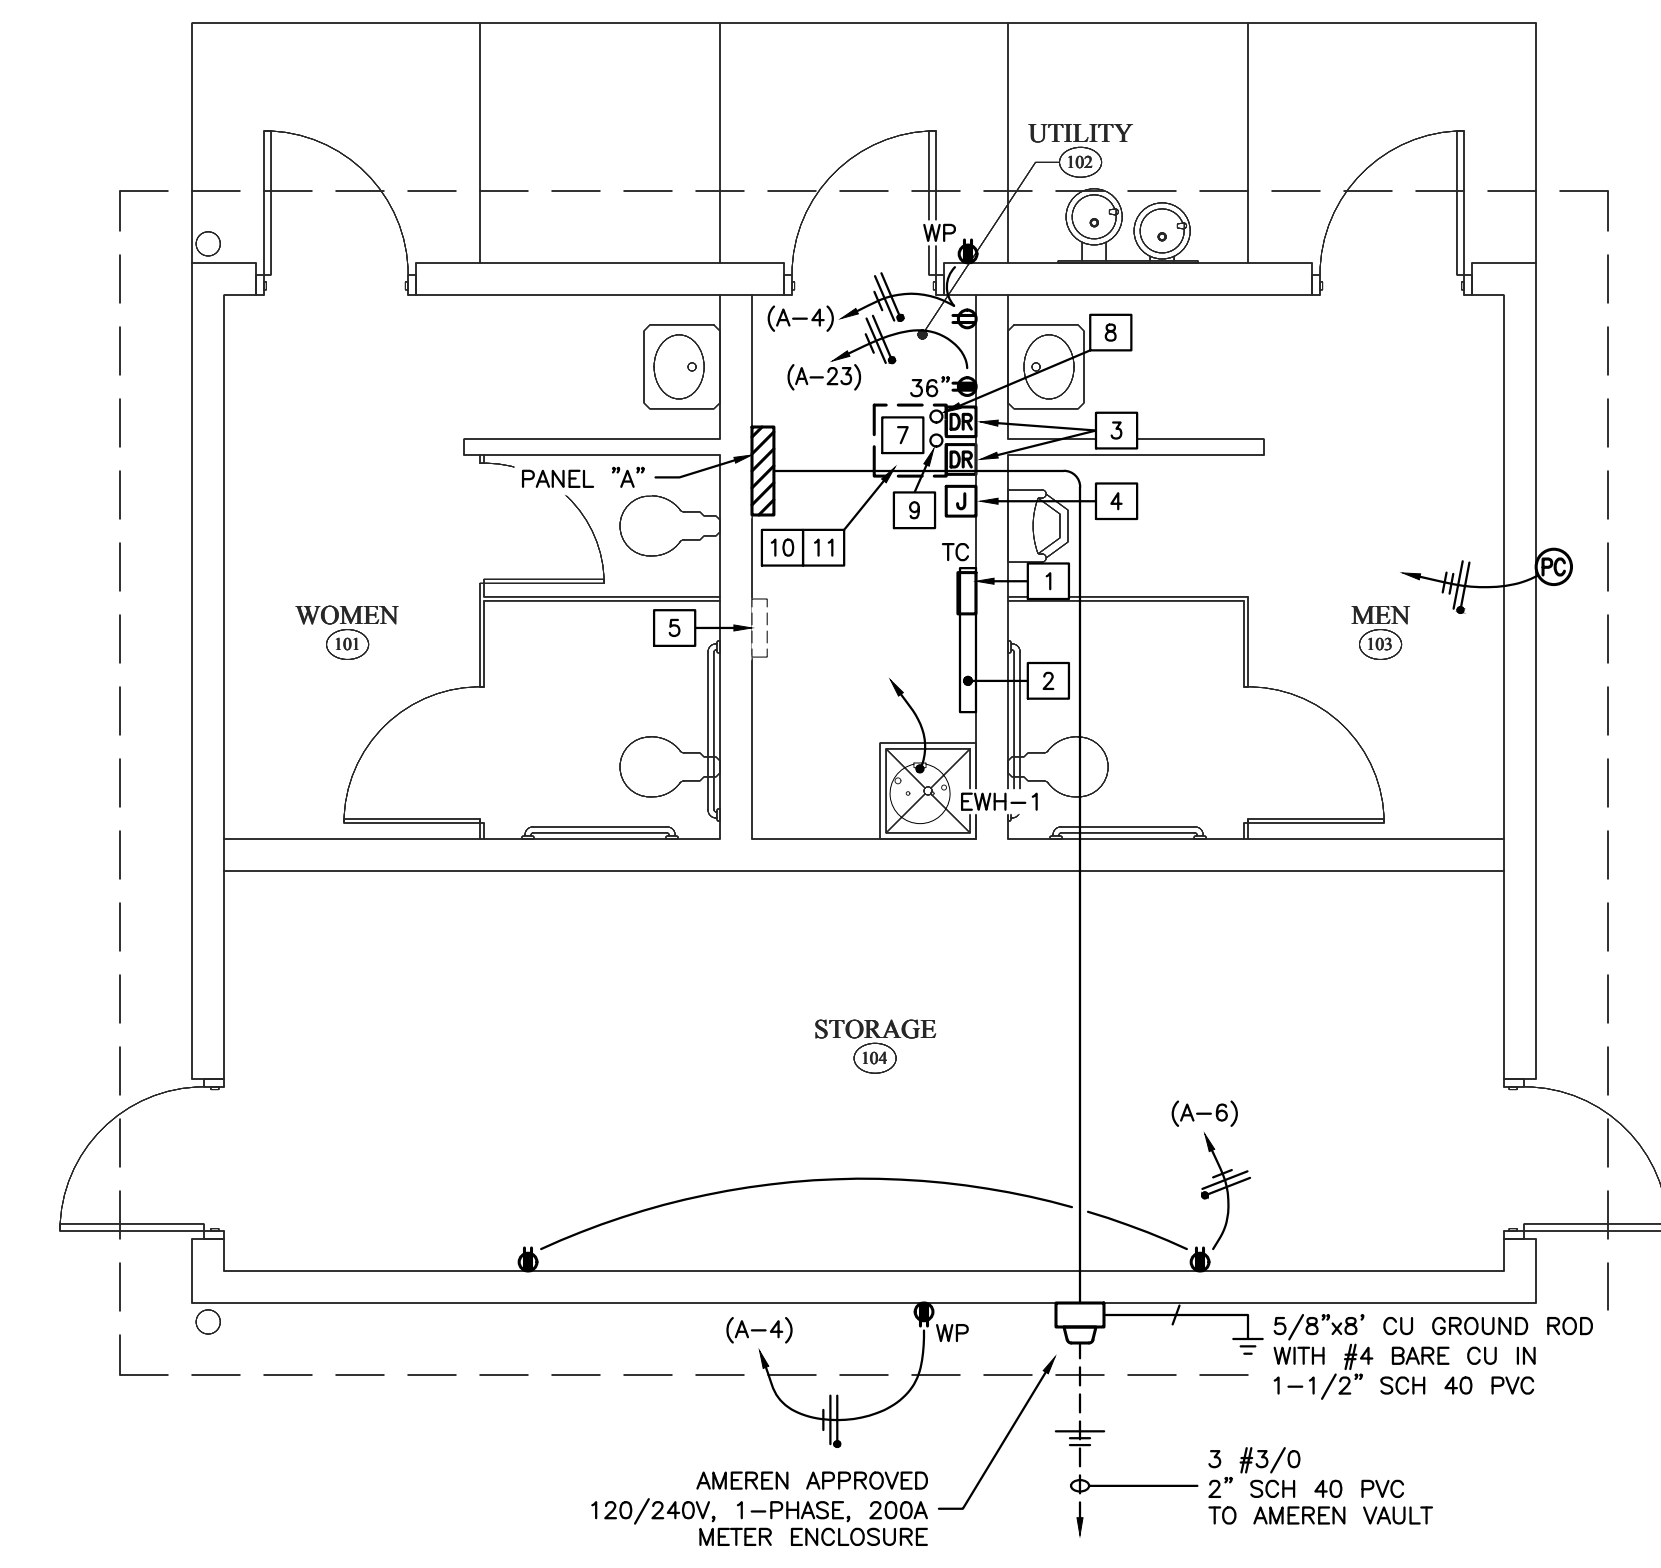 UTILITY
102
WP
(A-4)
8
(A-23)
36"
DR
7
3
DR
PANEL "A"
J
4
9
10 11
TC
PC
1
WOMEN
101
5
MEN
103
2
EWH-1
STORAGE
104
(A-6)
(A-4)
WP
5/8"x8' CU GROUND ROD
WITH #4 BARE CU IN
1-1/2" SCH 40 PVC
AMEREN APPROVED
120/240V, 1-PHASE, 200A
METER ENCLOSURE
3 #3/0
2" SCH 40 PVC
TO AMEREN VAULT